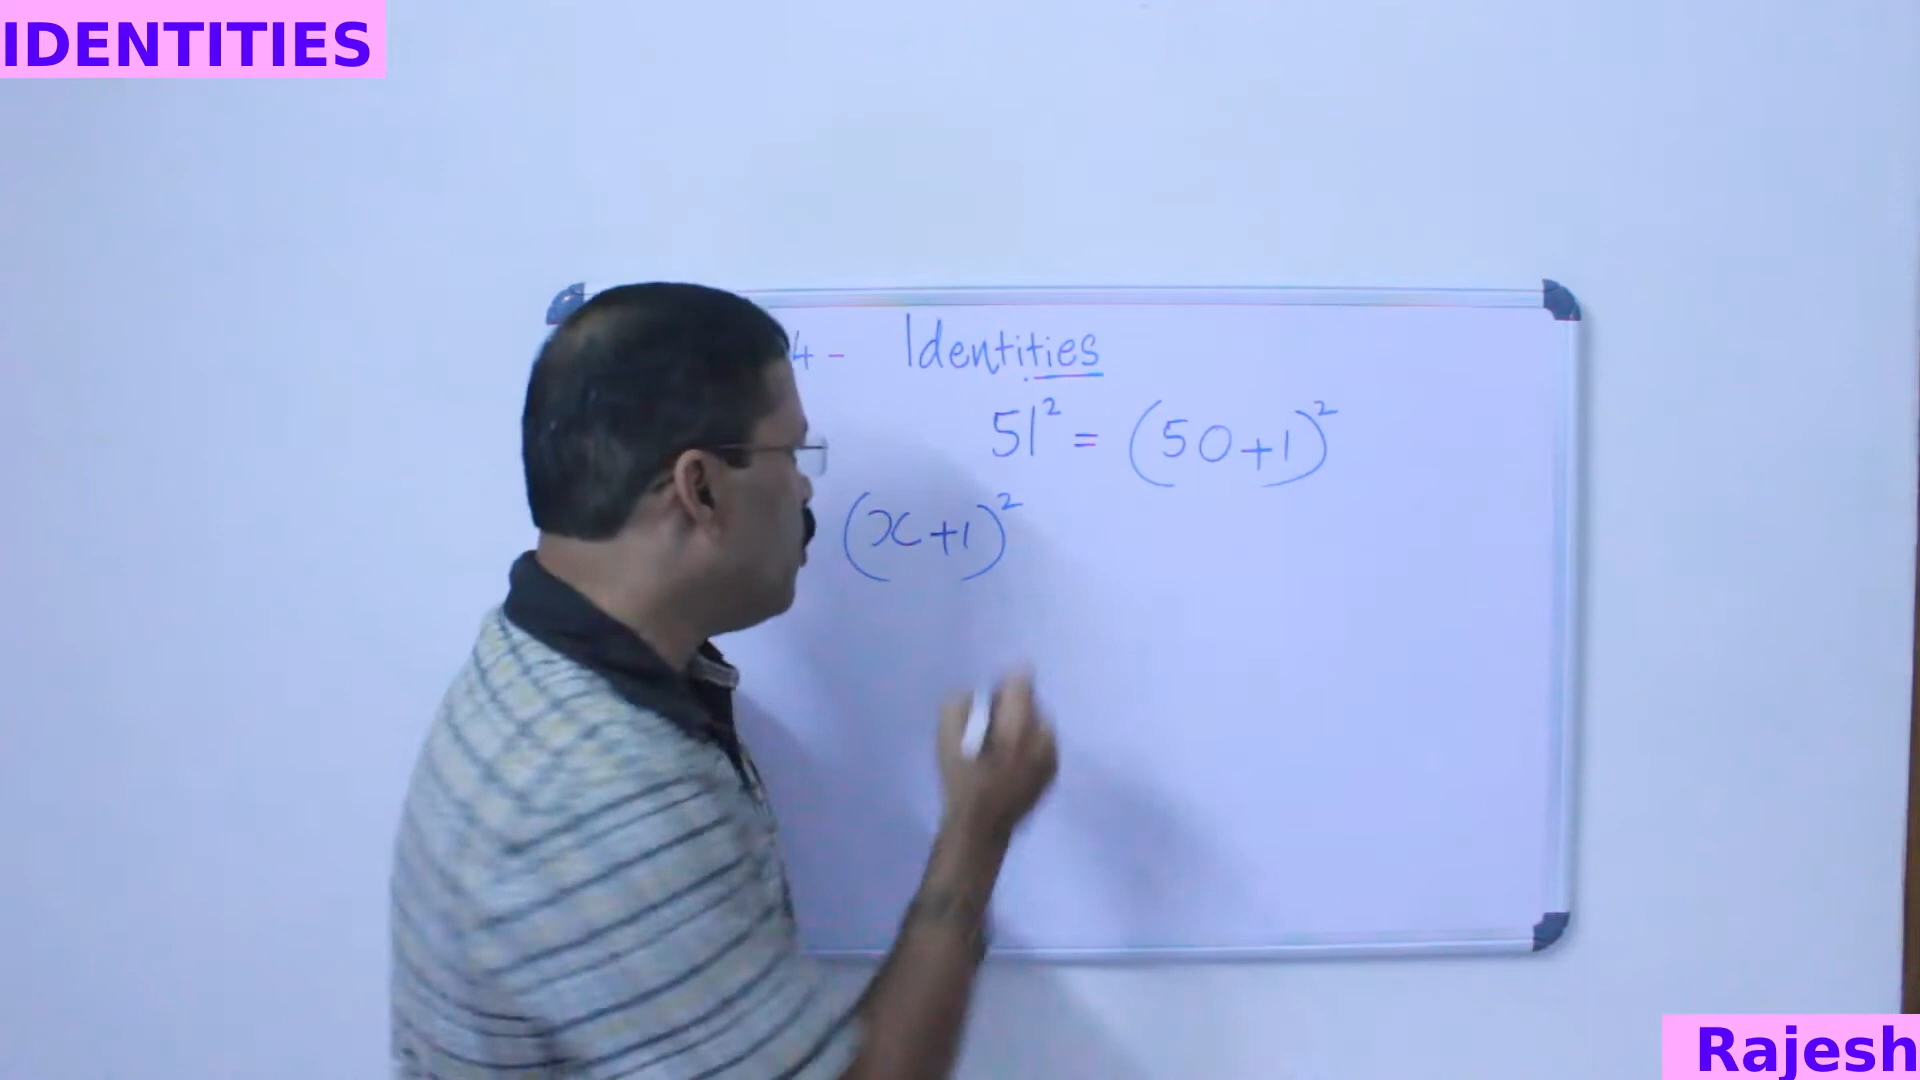 IDENTITIES
4 - Identities
51² = (50+1)²
(x+1)²
Rajesh